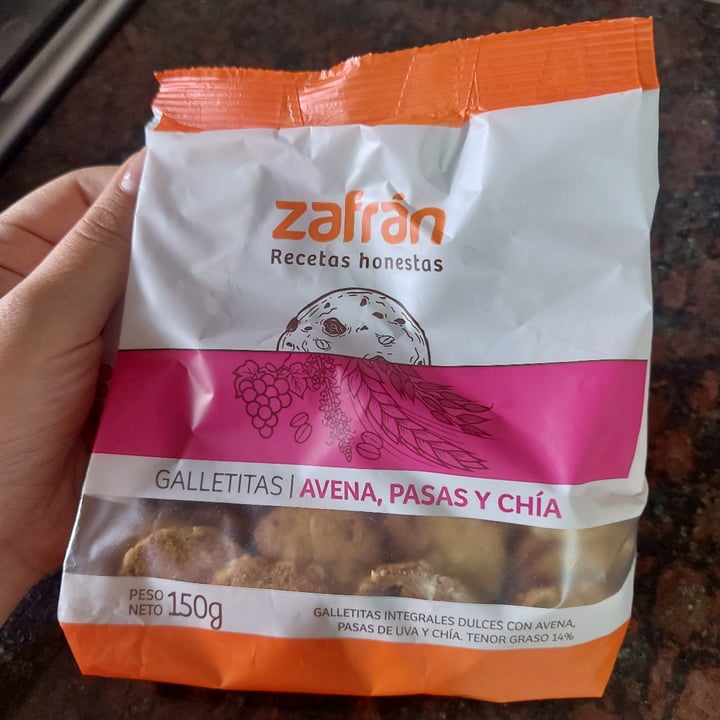 zafrán
Recetas honestas
GALLETITAS | AVENA, PASAS Y CHÍA
PESO
NETO 150g
GALLETITAS INTEGRALES DULCES CON AVENA,
PASAS DE UVA Y CHÍA. TENOR GRASO 14%